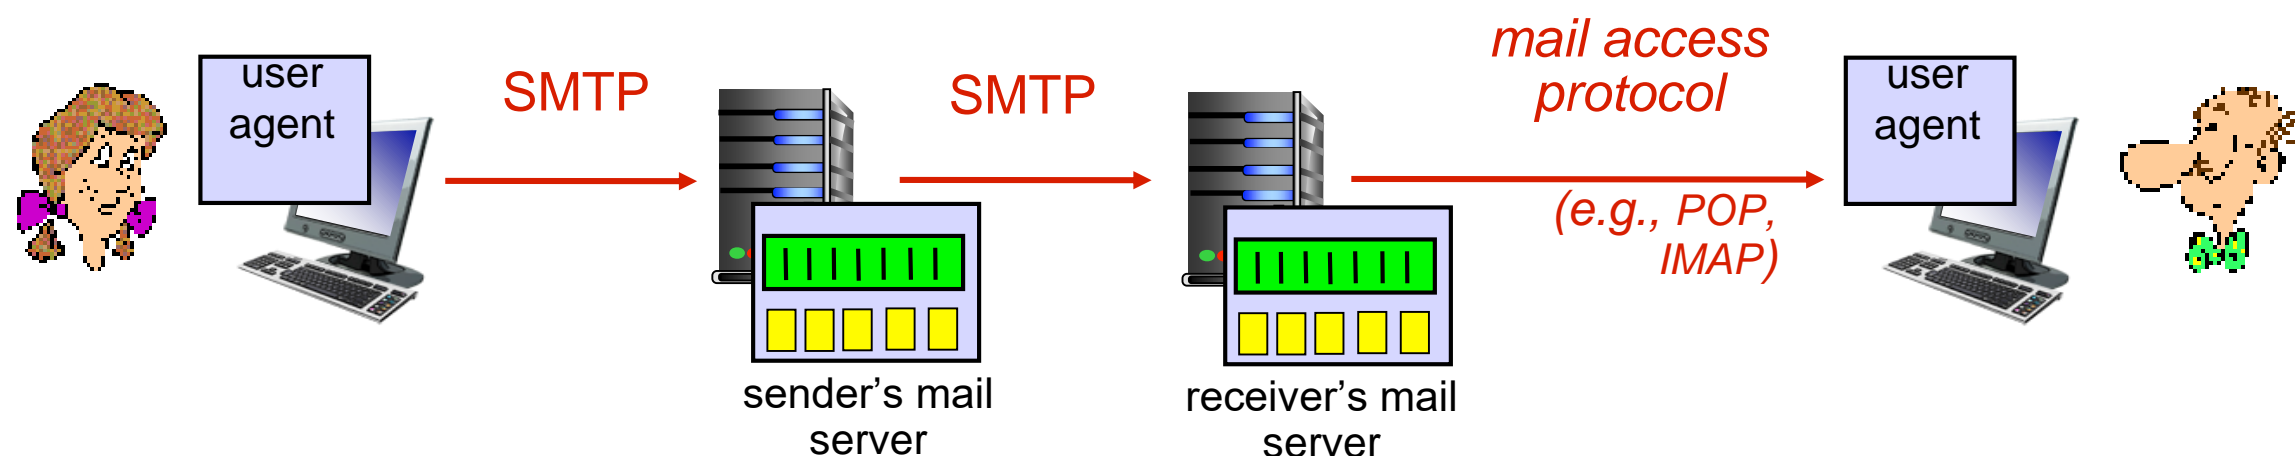 user
agent
SMTP
SMTP
mail access
protocol
(e.g., POP,
IMAP)
user
agent
sender’s mail
server
receiver’s mail
server